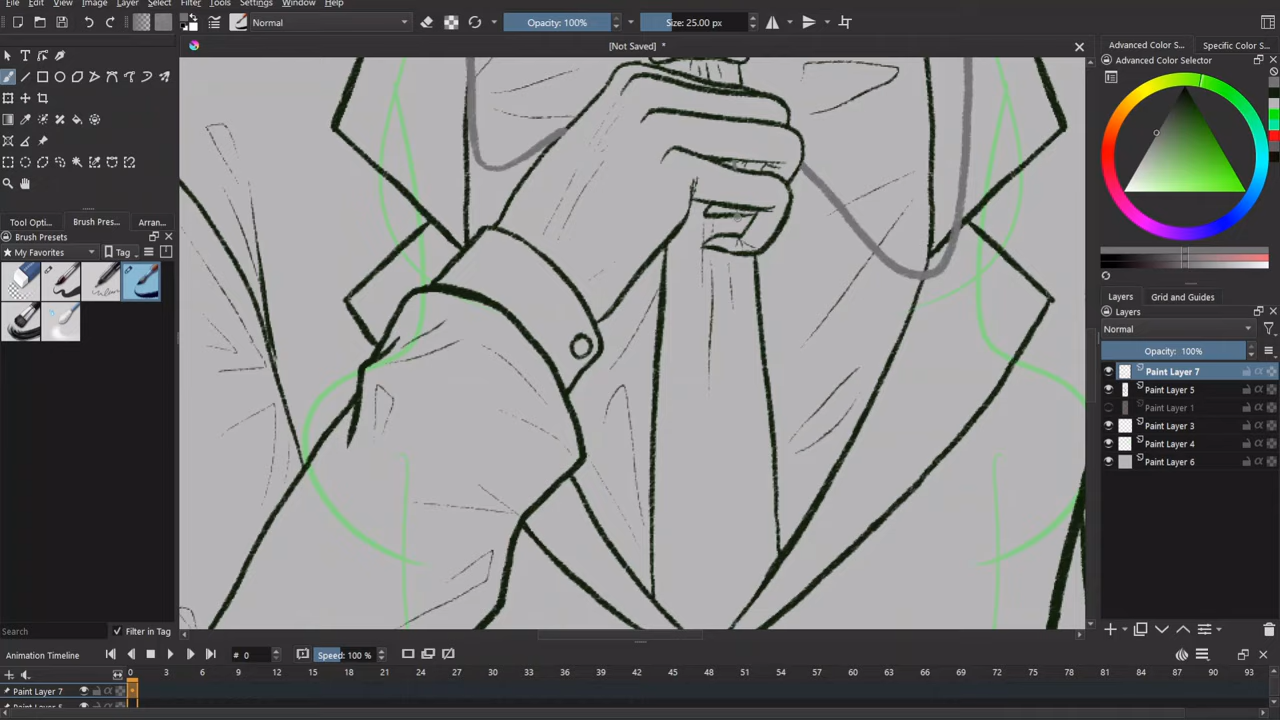 File Edit View Image Layer Select Filter Tools Settings Window Help
Normal Opacity: 100% Size: 25.00 px
[Not Saved] *
Advanced Color S... Specific Color S...
Advanced Color Selector
Tool Opti... Brush Pres... Arran...
Brush Presets
My Favorites Tag
Layers Grid and Guides
Layers
Normal
Opacity: 100%
Paint Layer 7
Paint Layer 5
Paint Layer 1
Paint Layer 3
Paint Layer 4
Paint Layer 6
Search Filter in Tag
Animation Timeline # 0 Speed: 100 %
0 3 6 9 12 15 18 21 24 27 30 33 36 39 42 45 48 51 54 57 60 63 66 69 72 75 78 81 84 87 90 93
Paint Layer 7